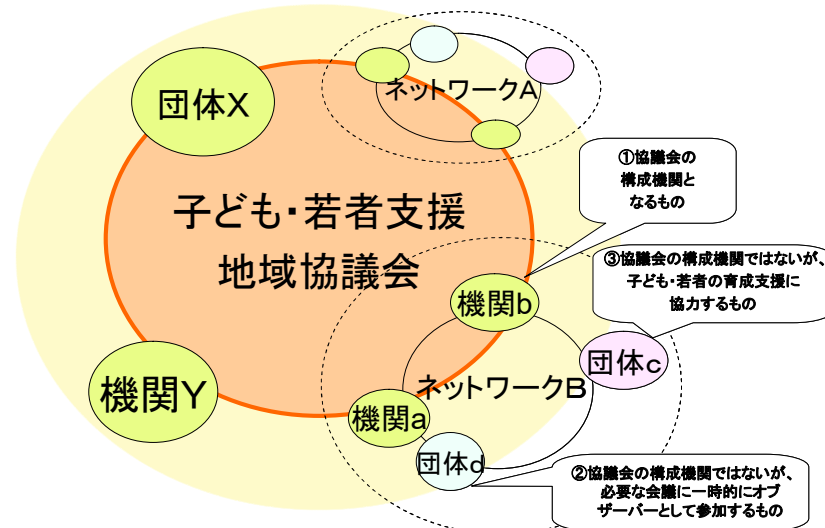 団体X
ネットワークA
①協議会の
構成機関と
なるもの
子ども・若者支援
地域協議会
③協議会の構成機関ではないが、
子ども・若者の育成支援に
協力するもの
機関b
団体c
機関Y
ネットワークB
機関a
団体d
②協議会の構成機関ではないが、
必要な会議に一時的にオブ
ザーバーとして参加するもの